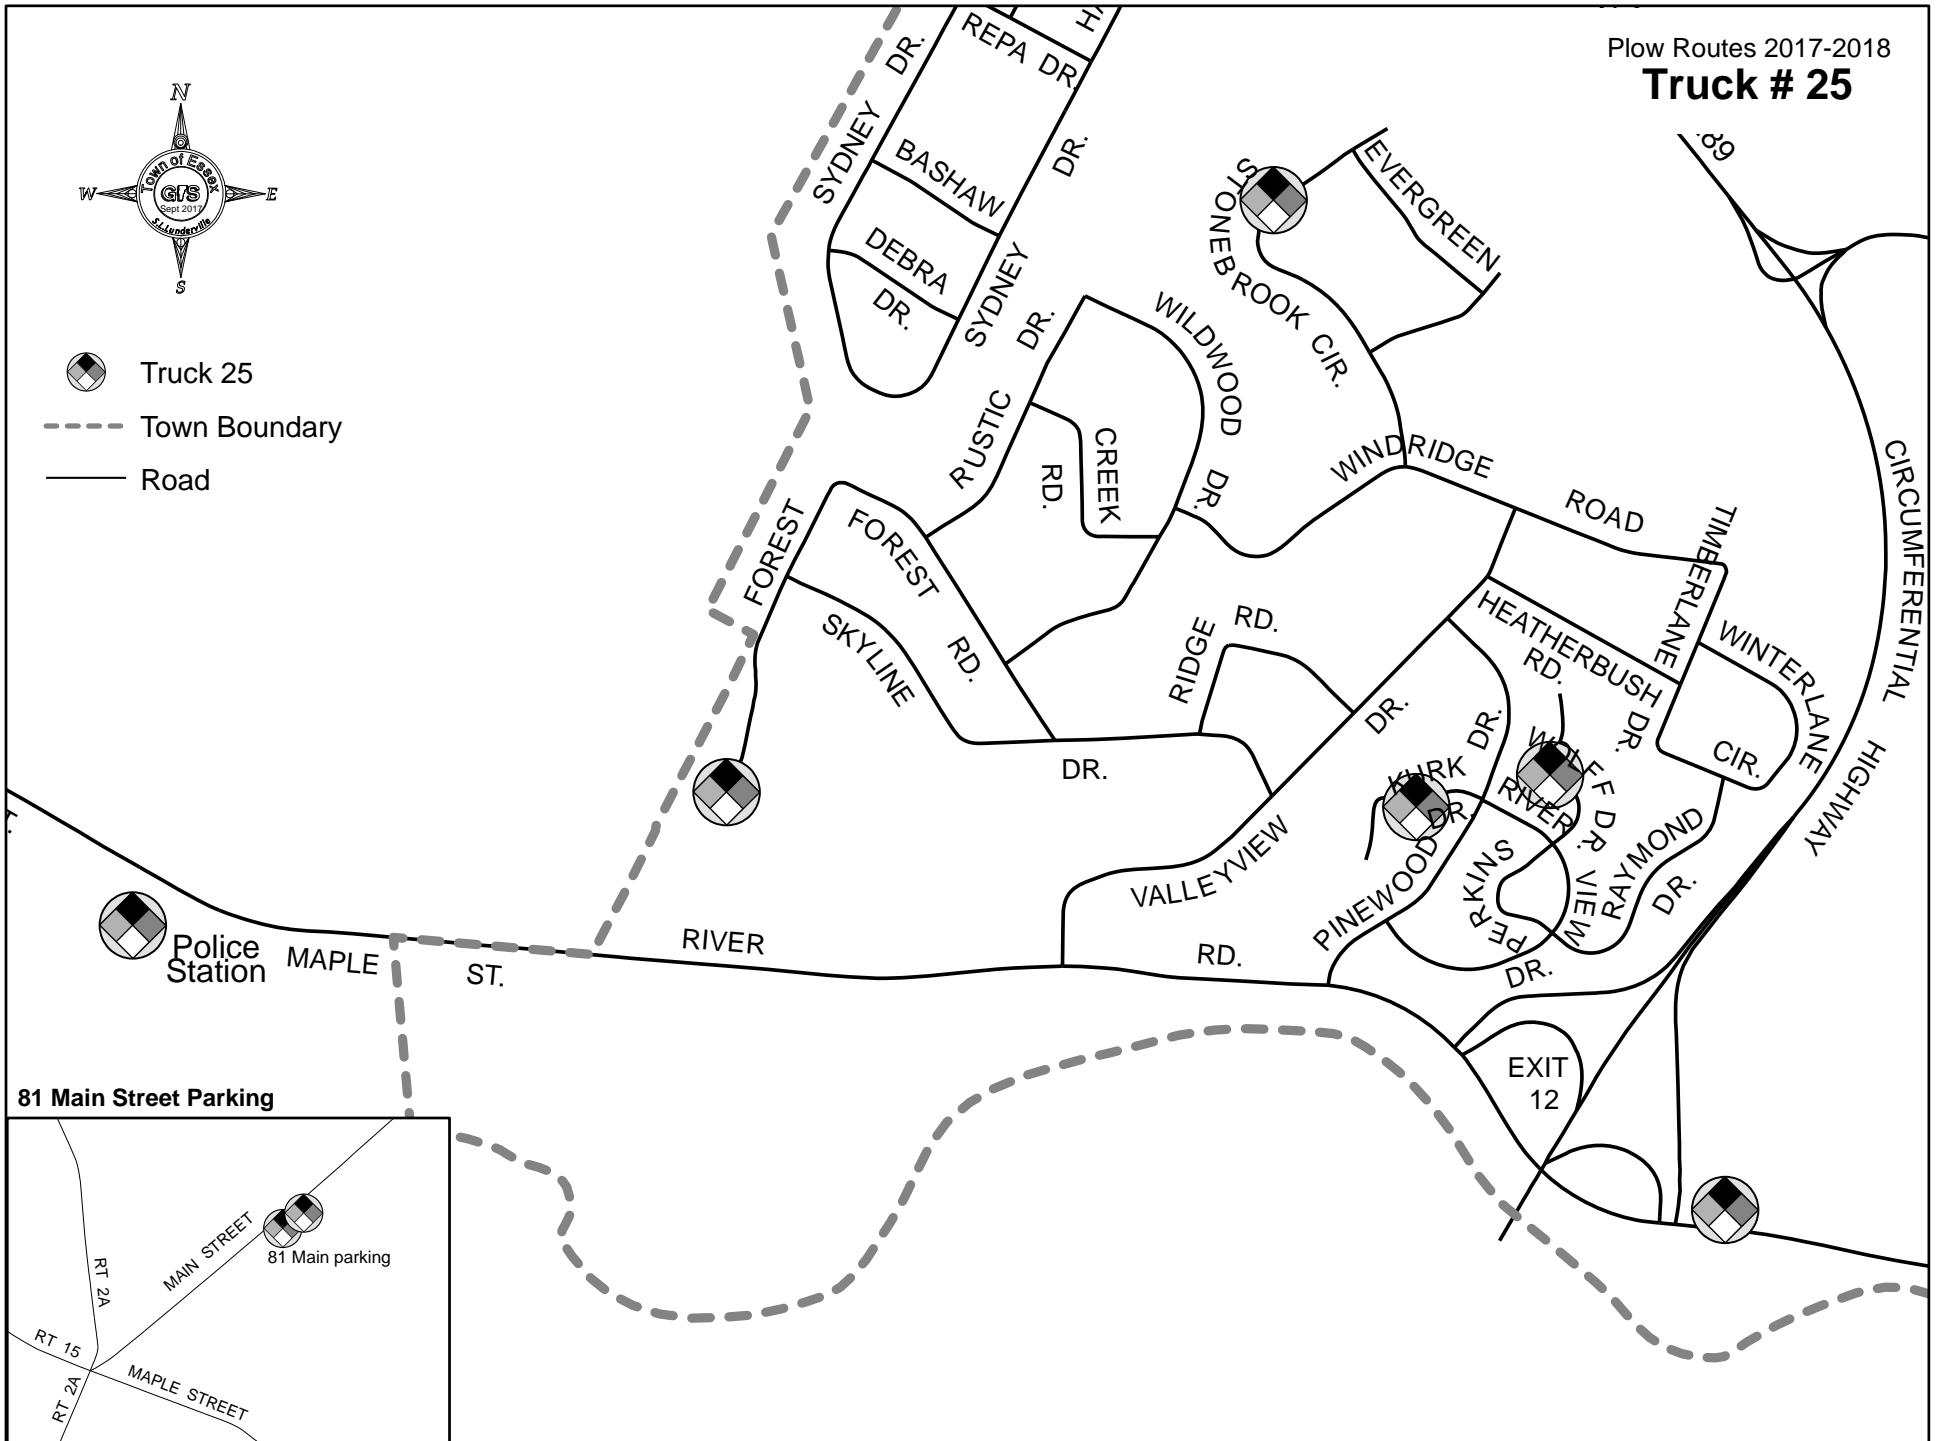 Plow Routes 2017-2018
Truck # 25
N
W
E
S
Town of Essex
GIS
Sept 2017
S.L.Lunderville
Truck 25
Town Boundary
Road
REPA DR.
SYDNEY DR.
BASHAW
DEBRA
DR.
SYDNEY
DR.
STONEBROOK CIR.
EVERGREEN
WILDWOOD DR.
RUSTIC DR.
CREEK
RD.
WINDRIDGE ROAD
TIMBERLANE
DR.
CIRCUMFERENTIAL
HIGHWAY
FOREST
FOREST RD.
SKYLINE
DR.
RIDGE RD.
HEATHERBUSH
RD.
WINTERLANE
CIR.
VALLEYVIEW DR.
KURK
DR.
WOLFF DR.
RIVER VIEW
DR.
PINEWOOD DR.
PERKINS
RAYMOND
DR.
Police
Station
MAPLE ST.
RIVER RD.
EXIT
12
81 Main Street Parking
MAIN STREET
81 Main parking
RT 2A
RT 15
RT 2A
MAPLE STREET